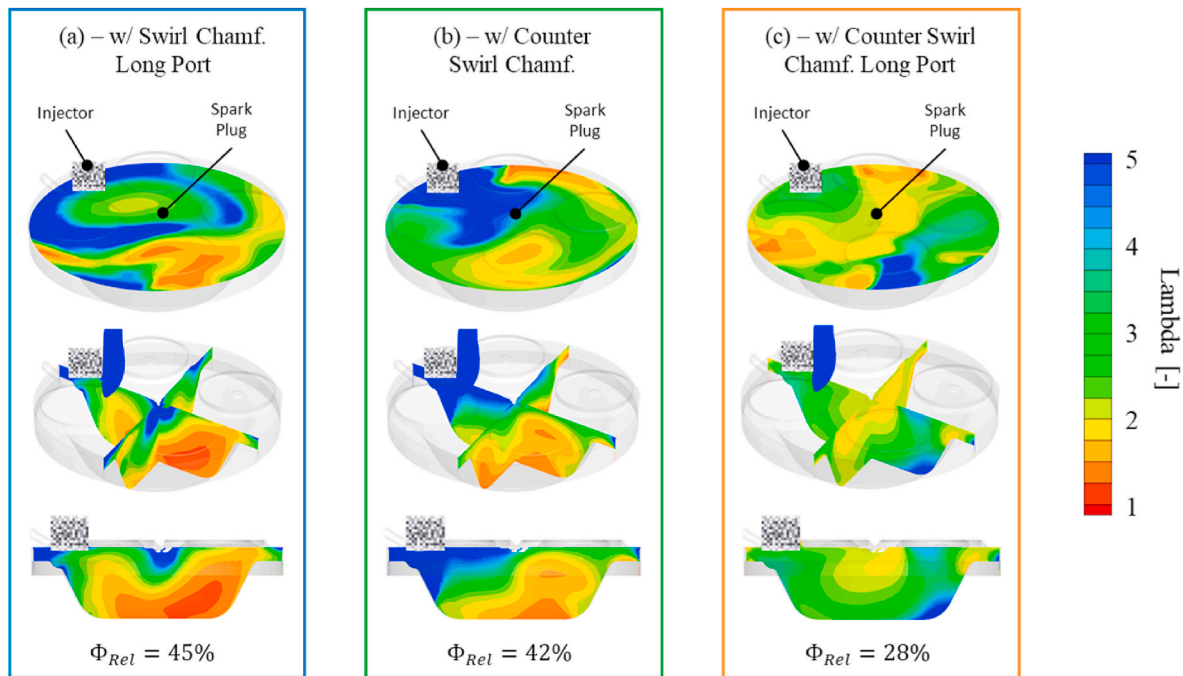 (a) – w/ Swirl Chamf.
Long Port
Injector
Spark
Plug
Φ_Rel = 45%
(b) – w/ Counter
Swirl Chamf.
Injector
Spark
Plug
Φ_Rel = 42%
(c) – w/ Counter Swirl
Chamf. Long Port
Injector
Spark
Plug
Φ_Rel = 28%
5
4
3
2
1
Lambda [-]